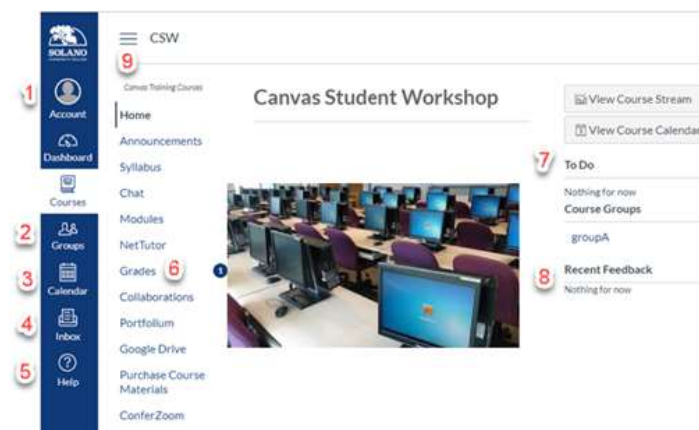 SOLANO
9
CSW
1
Account
Dashboard
Courses
2
Groups
3
Calendar
4
Inbox
5
Help
Canvas Training Courses
Home
Announcements
Syllabus
Chat
Modules
NetTutor
Grades
6
1
Collaborations
Portfolium
Google Drive
Purchase Course
Materials
ConferZoom
Canvas Student Workshop
View Course Stream
View Course Calendar
7
To Do
Nothing for now
Course Groups
groupA
8
Recent Feedback
Nothing for now